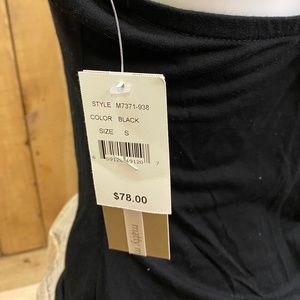 STYLE M7371-938
COLOR BLACK
SIZE S
$78.00